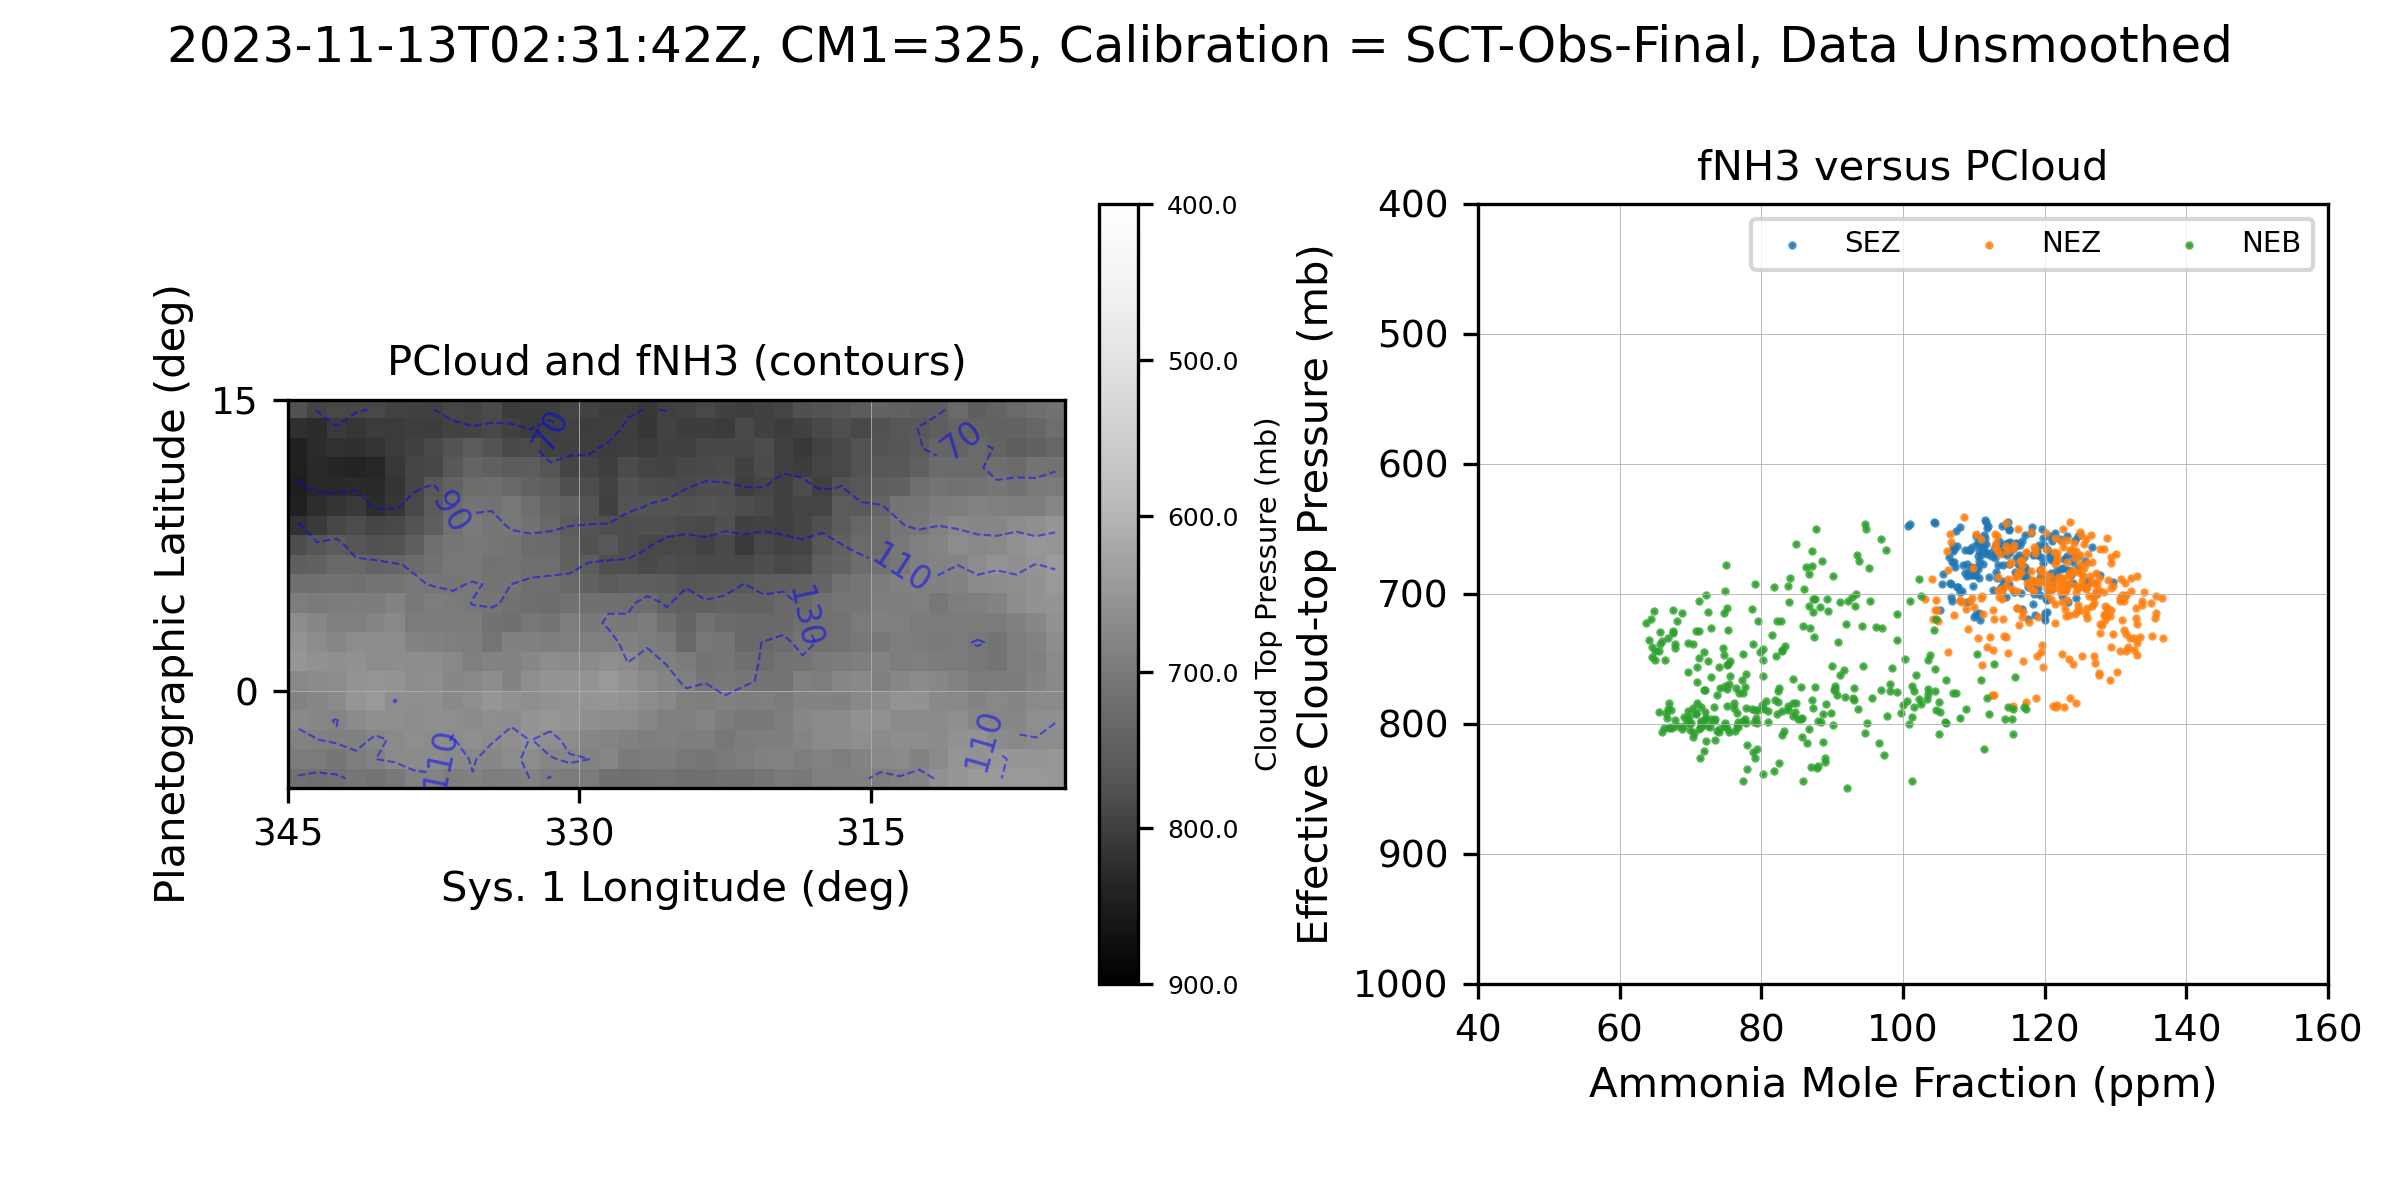 2023-11-13T02:31:42Z, CM1=325, Calibration = SCT-Obs-Final, Data Unsmoothed
PCloud and fNH3 (contours)
Planetographic Latitude (deg)
15
0
70
70
90
110
130
110
110
345
330
315
Sys. 1 Longitude (deg)
400.0
500.0
600.0
700.0
800.0
900.0
Cloud Top Pressure (mb)
fNH3 versus PCloud
SEZ
NEZ
NEB
Effective Cloud-top Pressure (mb)
400
500
600
700
800
900
1000
40
60
80
100
120
140
160
Ammonia Mole Fraction (ppm)